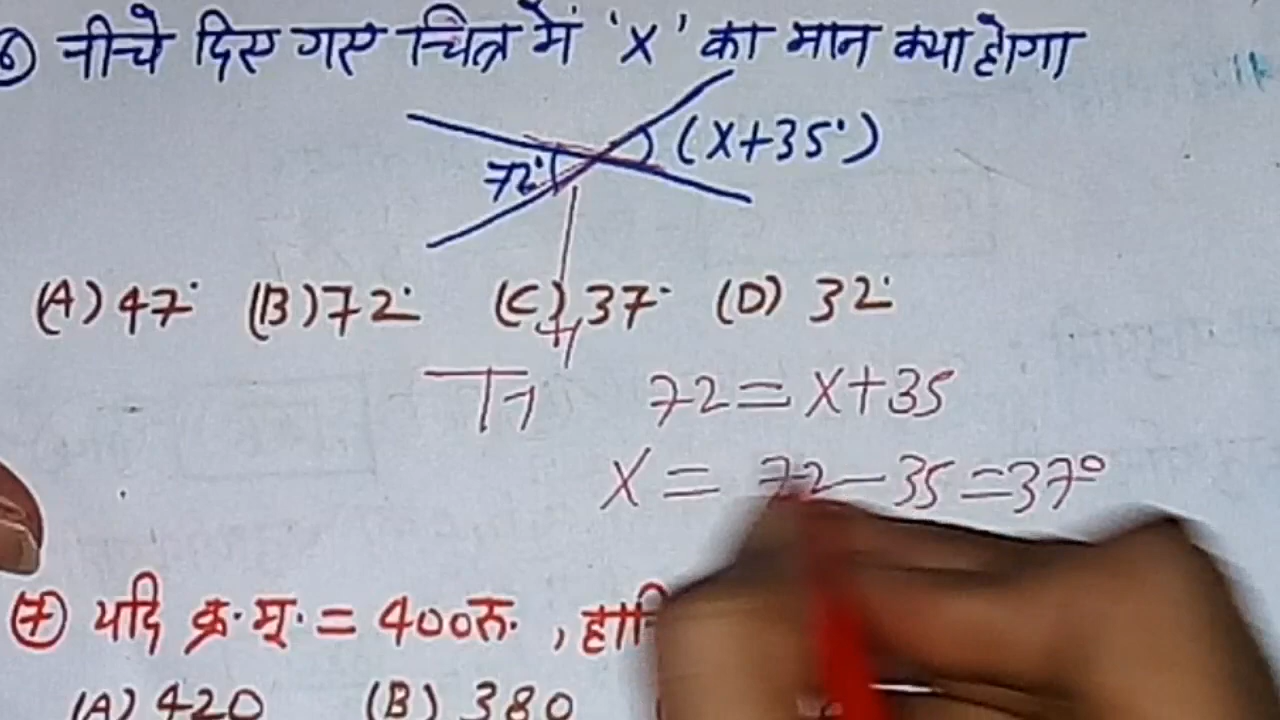 6) नीचे दिए गए चित्र में 'x' का मान क्या होगा
72° (x+35°)
(A) 47° (B) 72° (C) 37° (D) 32°
72 = x+35
x = 72-35 = 37°
(7) यदि क्र.मू. = 400रु. ,
(A) 420 (B) 380